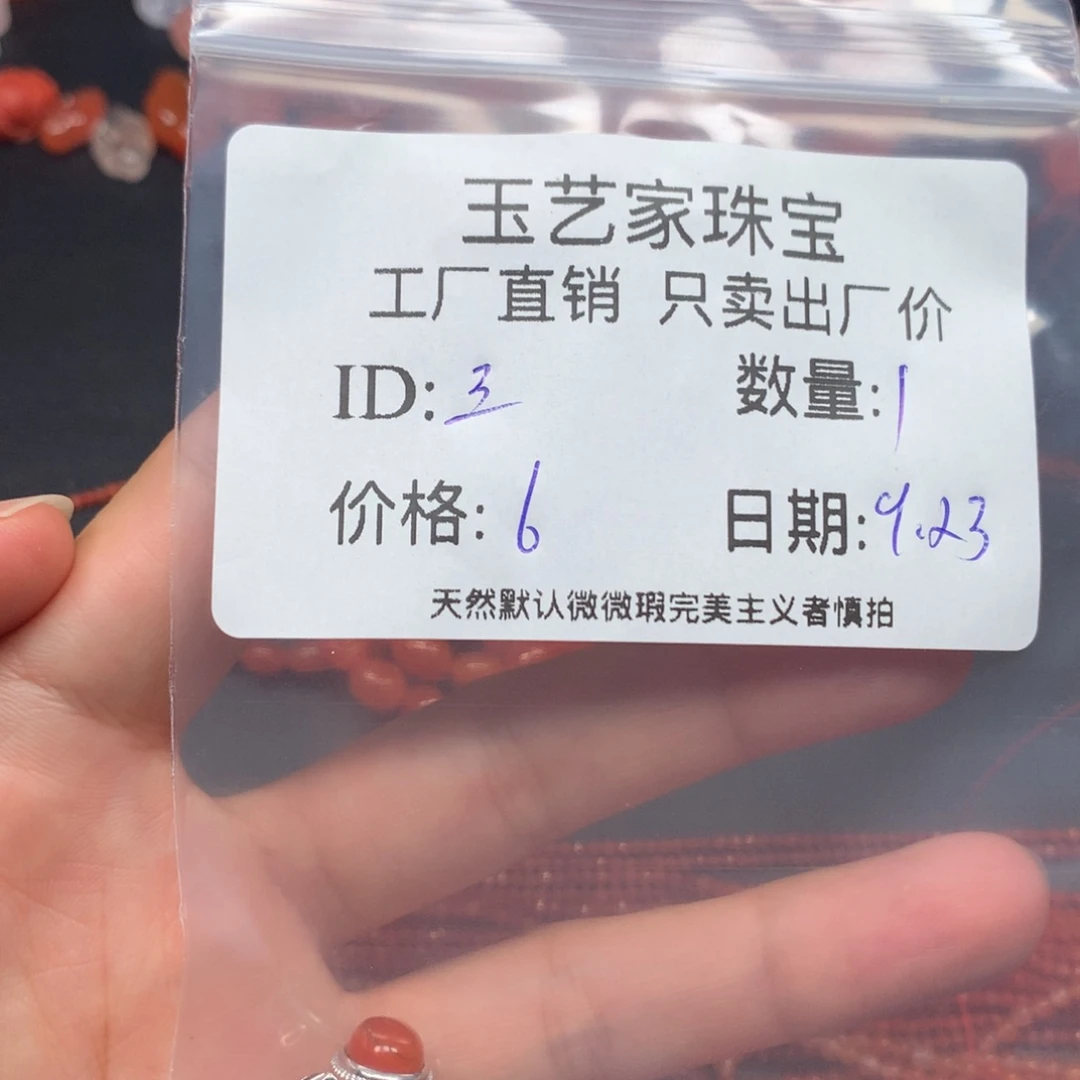 玉艺家珠宝
工厂直销 只卖出厂价
ID: 3 数量: 1
价格: 6 日期: 9.23
天然默认微微瑕完美主义者慎拍